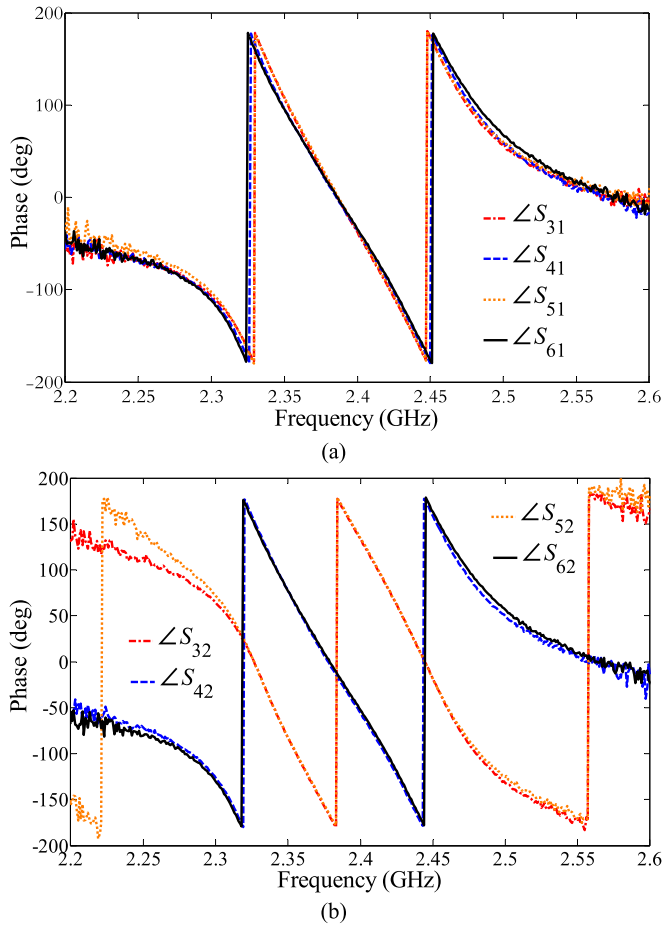 200
100
0
-100
-200
Phase (deg)
∠S31
∠S41
∠S51
∠S61
2.2 2.25 2.3 2.35 2.4 2.45 2.5 2.55 2.6
Frequency (GHz)
(a)
200
150
100
50
0
-50
-100
-150
-200
Phase (deg)
∠S52
∠S62
∠S32
∠S42
2.2 2.25 2.3 2.35 2.4 2.45 2.5 2.55 2.6
Frequency (GHz)
(b)